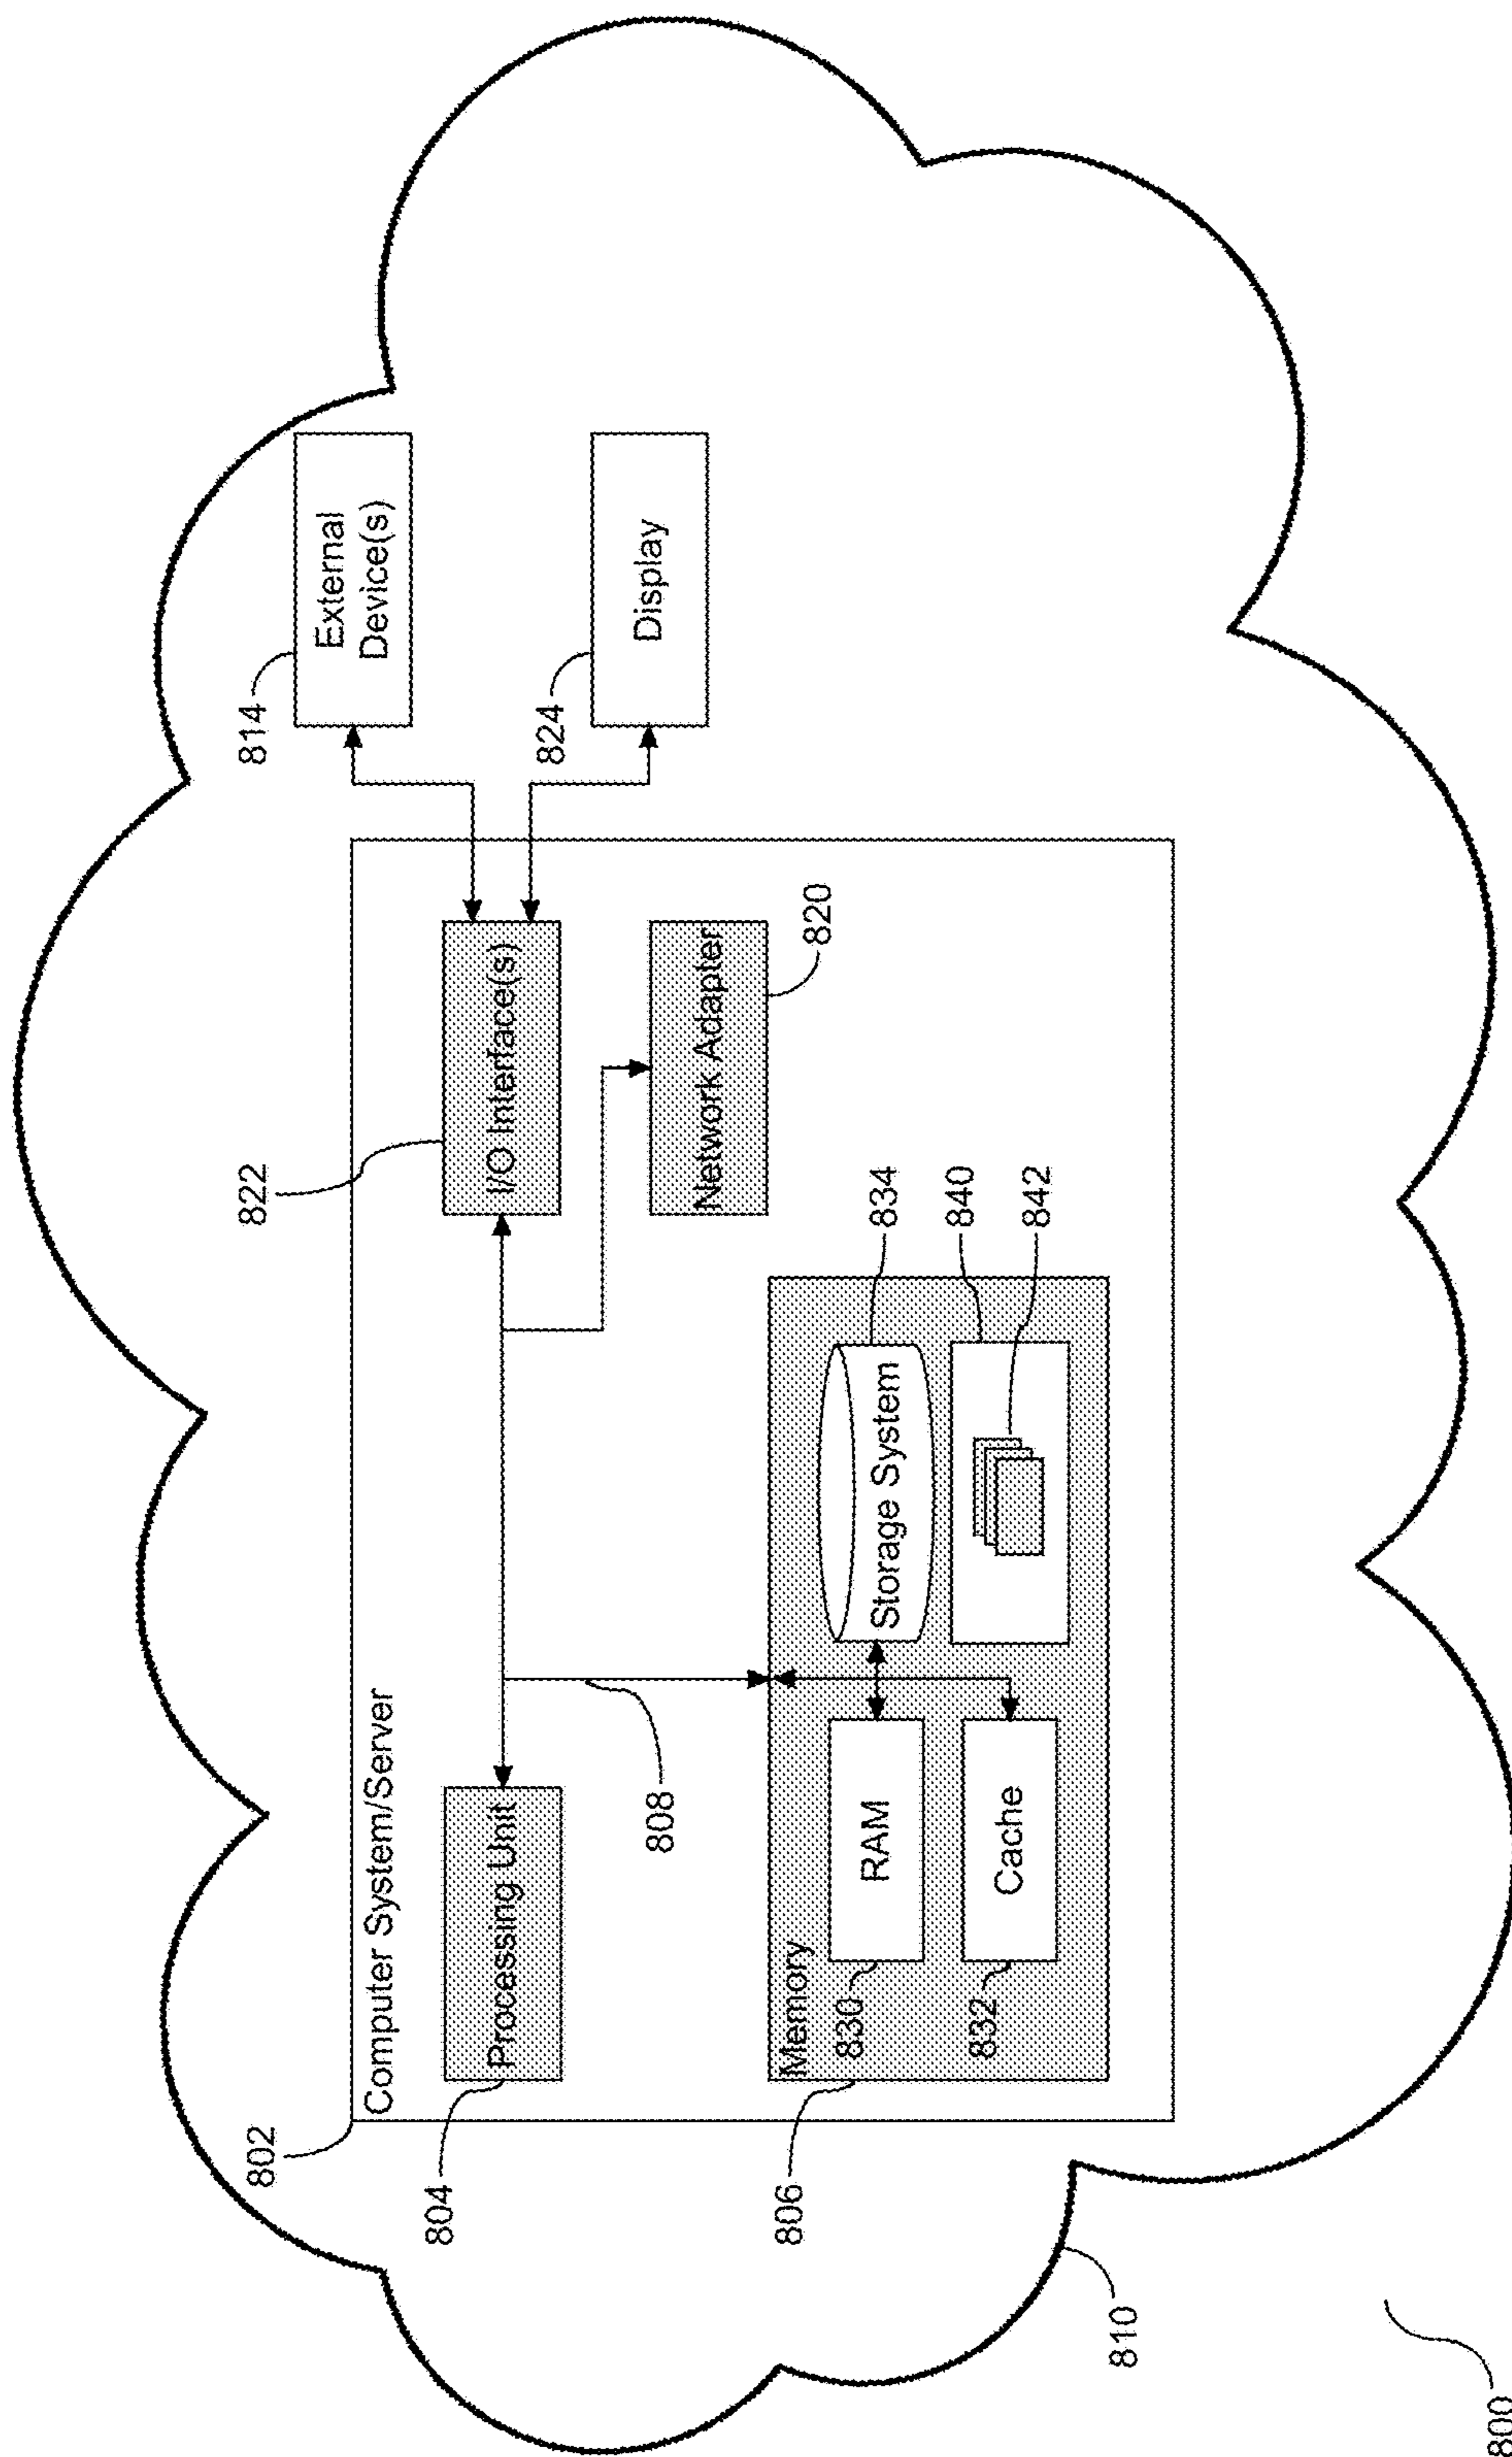 802
Computer System/Server
822
814
External
Device(s)
804
Processing Unit
I/O Interface(s)
824
Display
808
Network Adapter
820
806
Memory
830
RAM
Storage System
834
832
Cache
840
842
810
800